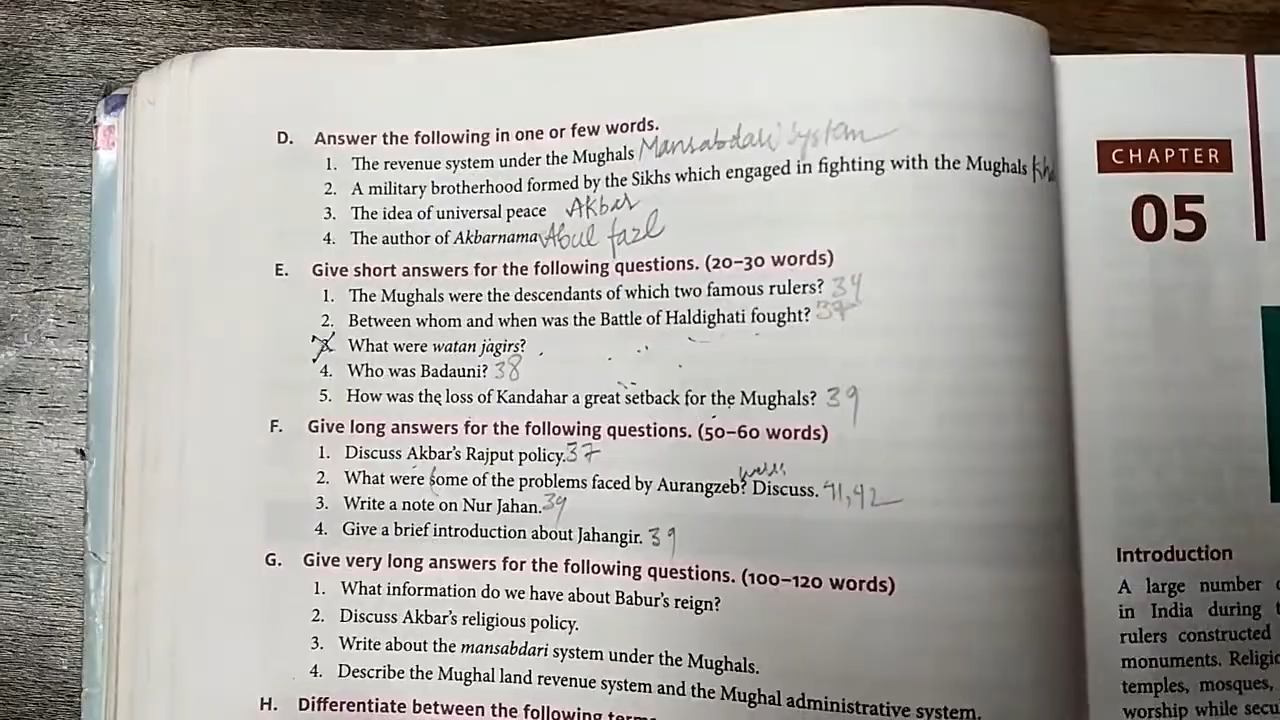 D. Answer the following in one or few words.
1. The revenue system under the Mughals Mansabdari System
2. A military brotherhood formed by the Sikhs which engaged in fighting with the Mughals
3. The idea of universal peace Akbar
4. The author of Akbarnama Abul fazl
E. Give short answers for the following questions. (20–30 words)
1. The Mughals were the descendants of which two famous rulers? 34
2. Between whom and when was the Battle of Haldighati fought? 37
What were watan jagirs?
4. Who was Badauni? 38
5. How was the loss of Kandahar a great setback for the Mughals? 39
F. Give long answers for the following questions. (50–60 words)
1. Discuss Akbar's Rajput policy. 37
2. What were some of the problems faced by Aurangzeb? Discuss. 41,42
3. Write a note on Nur Jahan. 39
4. Give a brief introduction about Jahangir. 39
G. Give very long answers for the following questions. (100–120 words)
1. What information do we have about Babur's reign?
2. Discuss Akbar's religious policy.
3. Write about the mansabdari system under the Mughals.
4. Describe the Mughal land revenue system and the Mughal administrative system.
H. Differentiate between the following
CHAPTER
05
Introduction
A large number
in India during
rulers constructed
monuments.
temples, mosques,
worship while